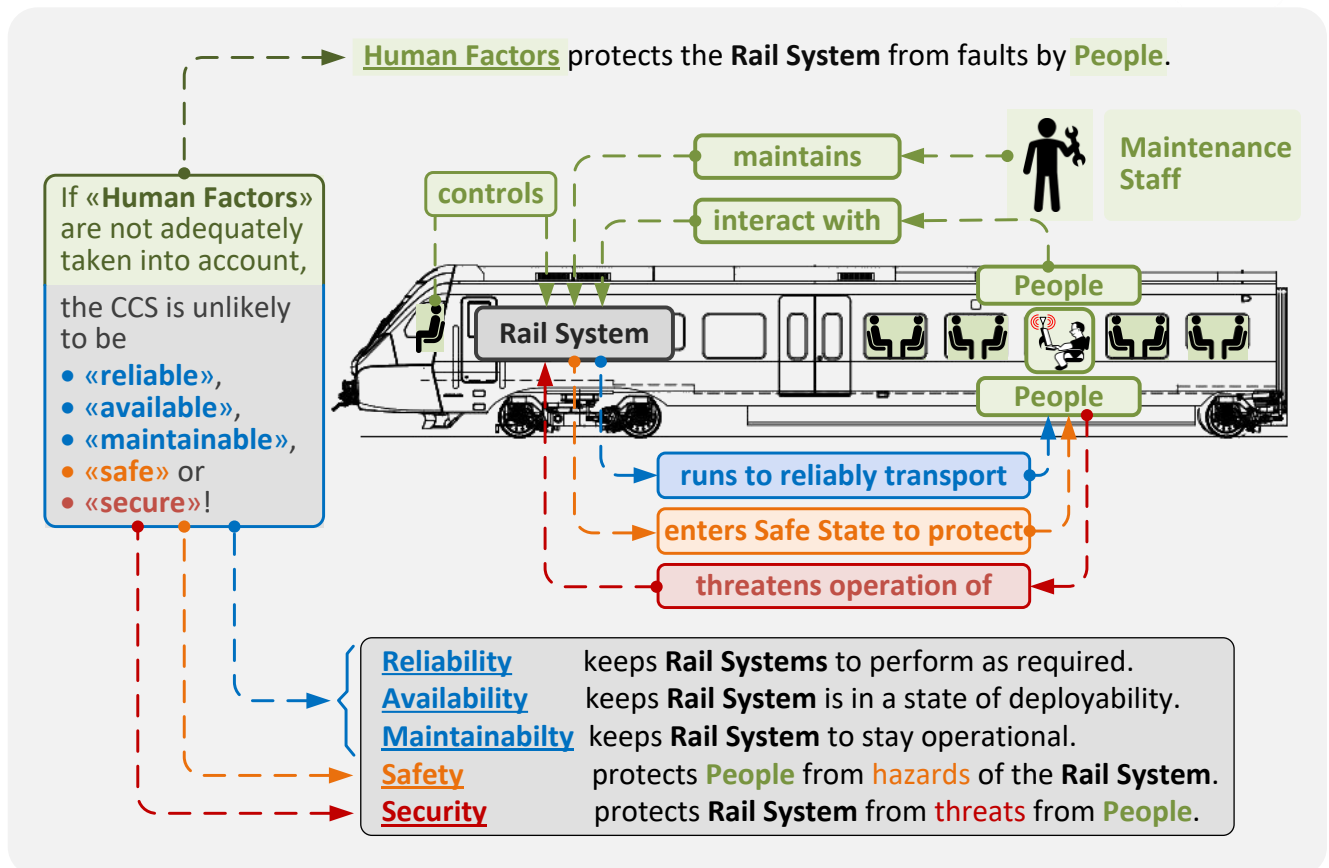 Human Factors protects the Rail System from faults by People.
maintains
Maintenance
Staff
controls
interact with
If «Human Factors»
are not adequately
taken into account,
the CCS is unlikely
to be
• «reliable»,
• «available»,
• «maintainable»,
• «safe» or
• «secure»!
People
Rail System
People
runs to reliably transport
enters Safe State to protect
threatens operation of
Reliability keeps Rail Systems to perform as required.
Availability keeps Rail System is in a state of deployability.
Maintainabilty keeps Rail System to stay operational.
Safety protects People from hazards of the Rail System.
Security protects Rail System from threats from People.